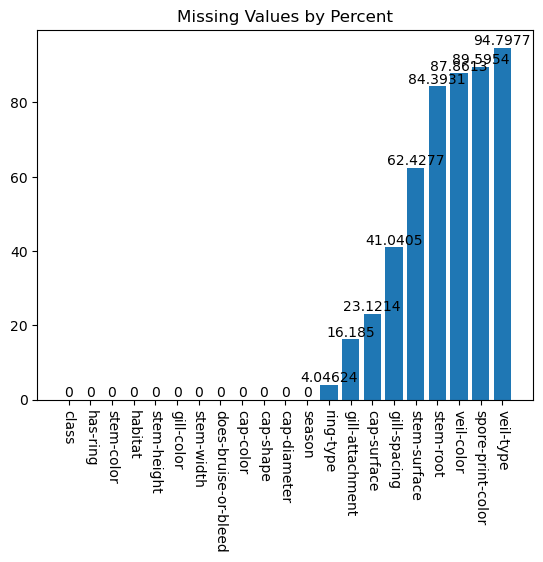 Missing Values by Percent
80
60
40
20
0
0 0 0 0 0 0 0 0 0 0 0 0 4.04624 16.185 23.1214 41.0405 62.4277 84.3931 87.8613 89.5954 94.7977
class
has-ring
stem-color
habitat
stem-height
gill-color
stem-width
does-bruise-or-bleed
cap-color
cap-shape
cap-diameter
season
ring-type
gill-attachment
cap-surface
gill-spacing
stem-surface
stem-root
veil-color
spore-print-color
veil-type